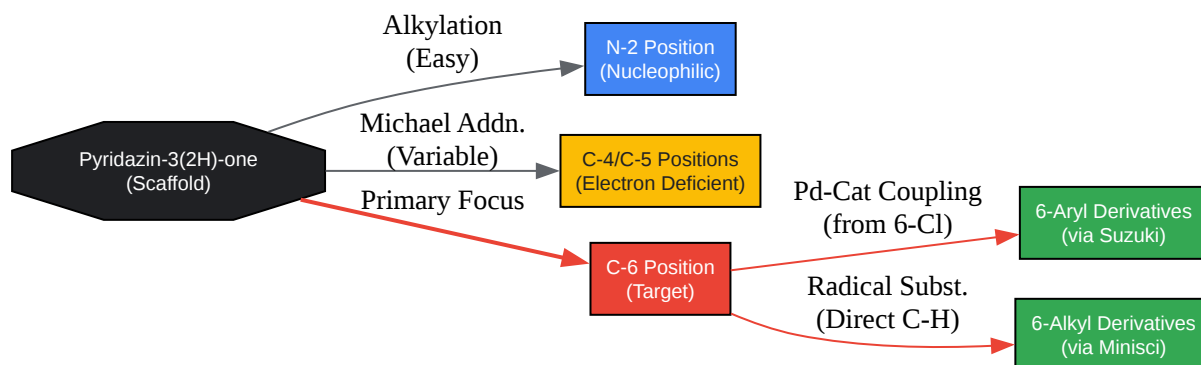 Alkylation
(Easy)
N-2 Position
(Nucleophilic)
Pyridazin-3(2H)-one
(Scaffold)
Michael Addn.
(Variable)
C-4/C-5 Positions
(Electron Deficient)
Primary Focus
C-6 Position
(Target)
Pd-Cat Coupling
(from 6-Cl)
6-Aryl Derivatives
(via Suzuki)
Radical Subst.
(Direct C-H)
6-Alkyl Derivatives
(via Minisci)